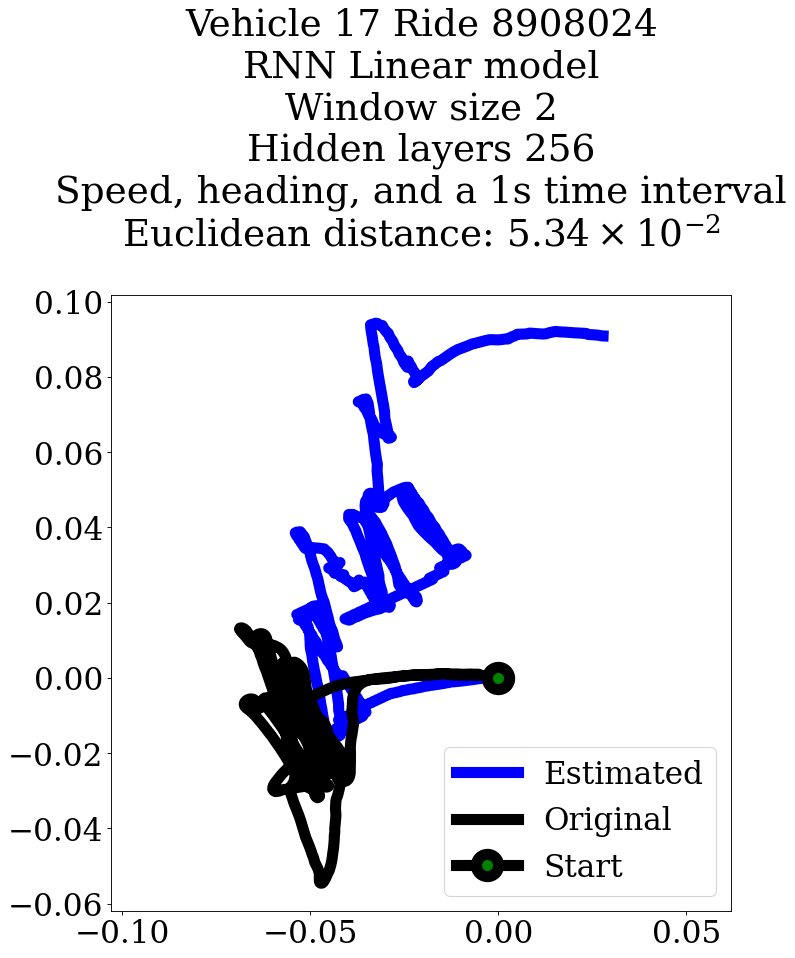 Vehicle 17 Ride 8908024
RNN Linear model
Window size 2
Hidden layers 256
Speed, heading, and a 1s time interval
Euclidean distance: 5.34 × 10⁻²
0.10
0.08
0.06
0.04
0.02
0.00
−0.02
−0.04
−0.06
Estimated
Original
Start
−0.10
−0.05
0.00
0.05